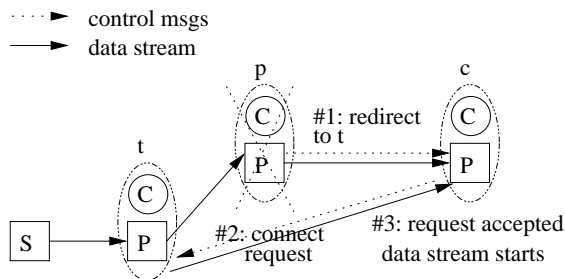 control msgs
data stream
p
c
C
C
#1: redirect
to t
t
P
P
C
S
P
#2: connect
request
#3: request accepted
data stream starts